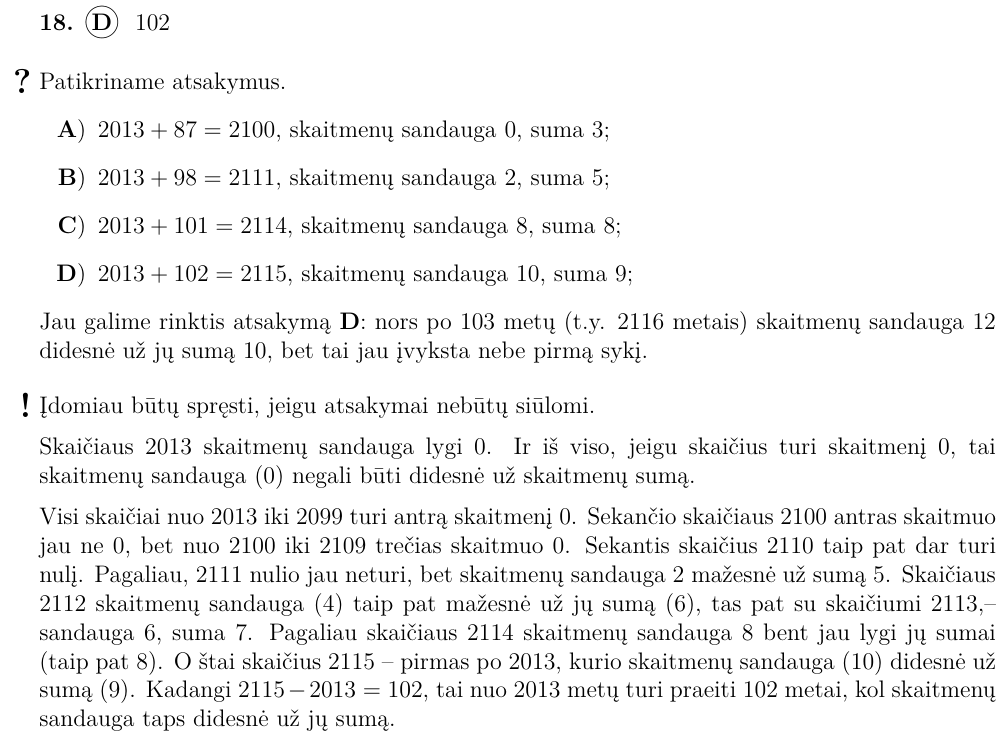 18. D 102
? Patikriname atsakymus.
A) 2013 + 87 = 2100, skaitmenų sandauga 0, suma 3;
B) 2013 + 98 = 2111, skaitmenų sandauga 2, suma 5;
C) 2013 + 101 = 2114, skaitmenų sandauga 8, suma 8;
D) 2013 + 102 = 2115, skaitmenų sandauga 10, suma 9;
Jau galime rinktis atsakymą D: nors po 103 metų (t.y. 2116 metais) skaitmenų sandauga 12
didesnė už jų sumą 10, bet tai jau įvyksta nebe pirmą sykį.
! Įdomiau būtų spręsti, jeigu atsakymai nebūtų siūlomi.
Skaičiaus 2013 skaitmenų sandauga lygi 0. Ir iš viso, jeigu skaičius turi skaitmenį 0, tai
skaitmenų sandauga (0) negali būti didesnė už skaitmenų sumą.
Visi skaičiai nuo 2013 iki 2099 turi antrą skaitmenį 0. Sekančio skaičiaus 2100 antras skaitmuo
jau ne 0, bet nuo 2100 iki 2109 trečias skaitmuo 0. Sekantis skaičius 2110 taip pat dar turi
nulį. Pagaliau, 2111 nulio jau neturi, bet skaitmenų sandauga 2 mažesnė už sumą 5. Skaičiaus
2112 skaitmenų sandauga (4) taip pat mažesnė už jų sumą (6), tas pat su skaičiumi 2113,–
sandauga 6, suma 7. Pagaliau skaičiaus 2114 skaitmenų sandauga 8 bent jau lygi jų sumai
(taip pat 8). O štai skaičius 2115 – pirmas po 2013, kurio skaitmenų sandauga (10) didesnė už
sumą (9). Kadangi 2115 − 2013 = 102, tai nuo 2013 metų turi praeiti 102 metai, kol skaitmenų
sandauga taps didesnė už jų sumą.